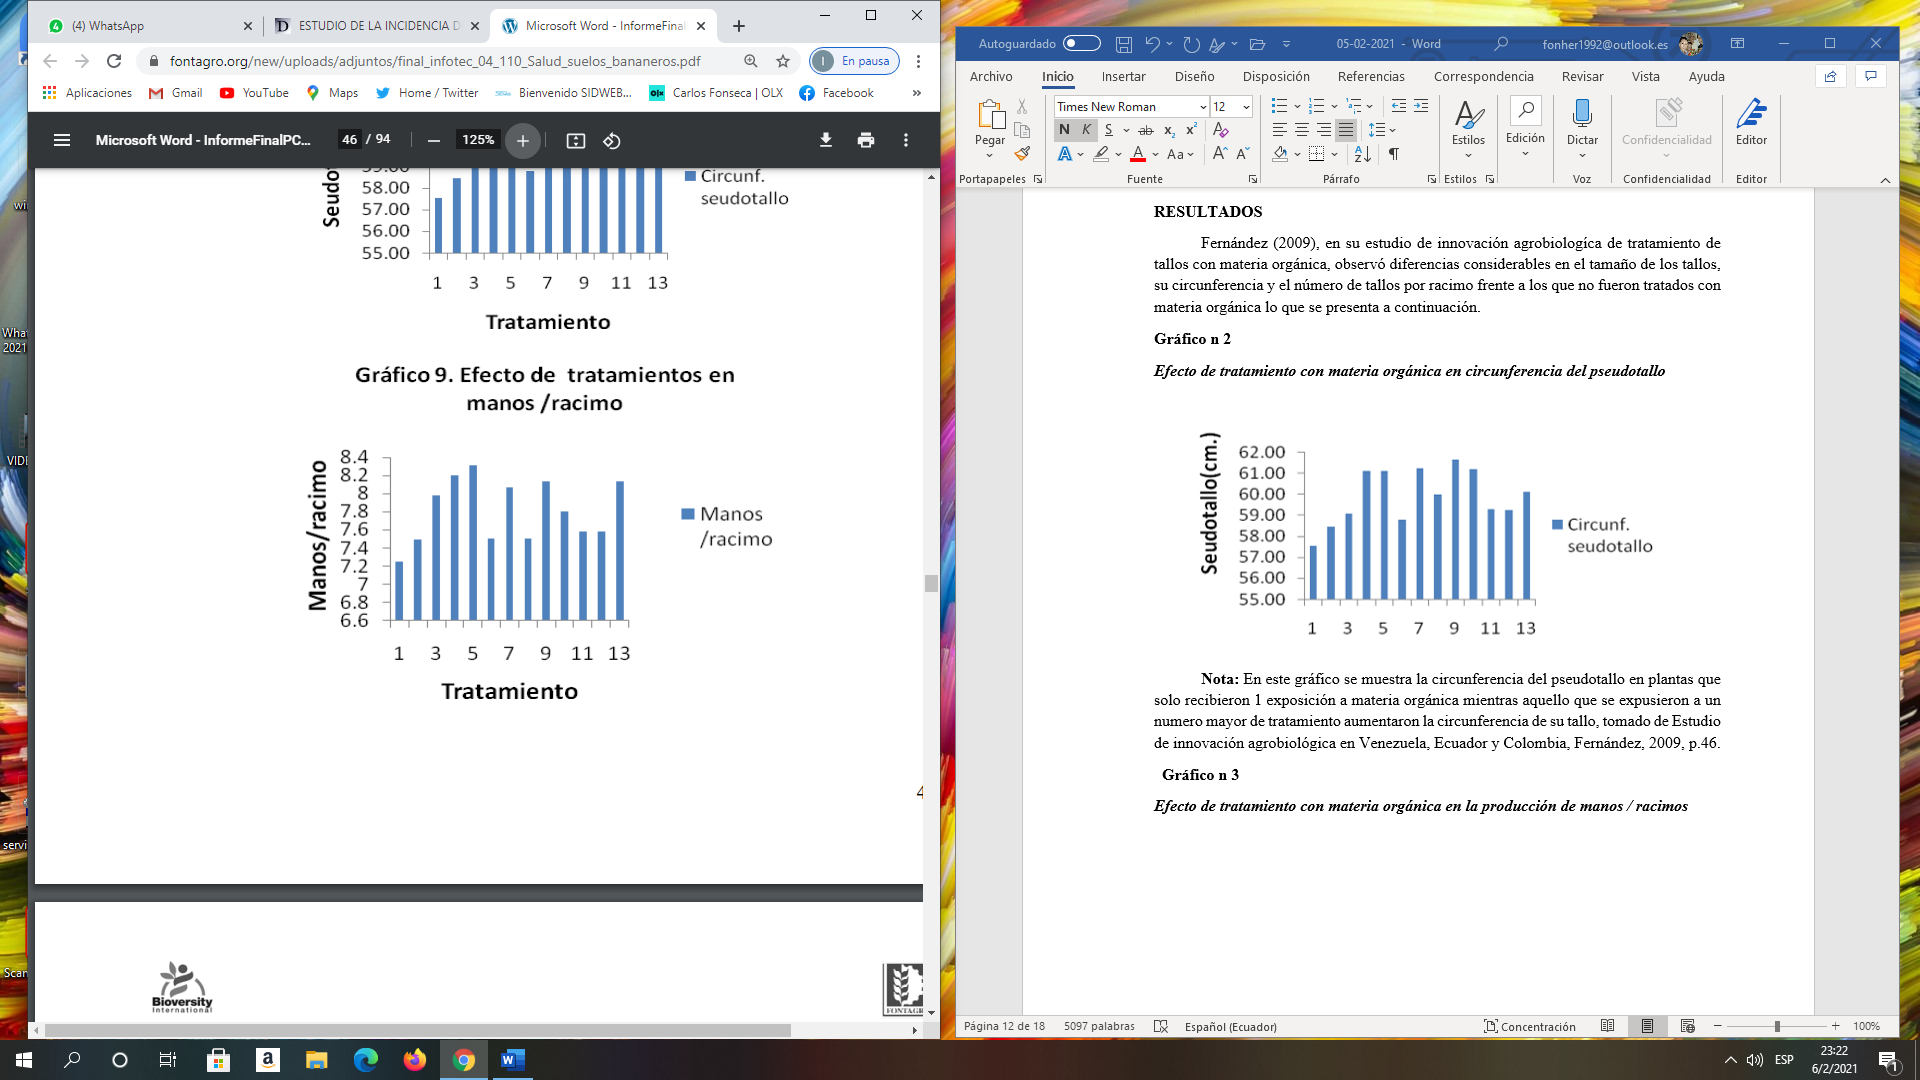 (4) WhatsApp
ESTUDIO DE LA INCIDENCIA D
Microsoft Word - InformeFinal
fontagro.org/new/uploads/adjuntos/final_infotec_04_110_Salud_suelos_bananeros.pdf
I
En pausa
Aplicaciones
Gmail
YouTube
Maps
Home / Twitter
Bienvenido SIDWEB...
Carlos Fonseca | OLX
Facebook
»
Microsoft Word - InformeFinalPC...
46 / 94
125%
Seudo
59.00
58.00
57.00
56.00
55.00
Circunf.
seudotallo
1 3 5 7 9 11 13
Tratamiento
Gráfico 9. Efecto de tratamientos en
manos /racimo
Manos/racimo
8.4
8.2
8
7.8
7.6
7.4
7.2
7
6.8
6.6
Manos
/racimo
1 3 5 7 9 11 13
Tratamiento
4
Bioversity
International
FONTAGR
Autoguardado
05-02-2021 - Word
fonher1992@outlook.es
Archivo
Inicio
Insertar
Diseño
Disposición
Referencias
Correspondencia
Revisar
Vista
Ayuda
Pegar
Times New Roman
12
N K S ab x₂ x²
A A Aa A A
Estilos
Edición
Dictar
Confidencialidad
Editor
Portapapeles
Fuente
Párrafo
Estilos
Voz
Confidencialidad
Editor
RESULTADOS
Fernández (2009), en su estudio de innovación agrobiologíca de tratamiento de
tallos con materia orgánica, observó diferencias considerables en el tamaño de los tallos,
su circunferencia y el número de tallos por racimo frente a los que no fueron tratados con
materia orgánica lo que se presenta a continuación.
Gráfico n 2
Efecto de tratamiento con materia orgánica en circunferencia del pseudotallo
Seudotallo(cm.)
62.00
61.00
60.00
59.00
58.00
57.00
56.00
55.00
Circunf.
seudotallo
1 3 5 7 9 11 13
Nota: En este gráfico se muestra la circunferencia del pseudotallo en plantas que
solo recibieron 1 exposición a materia orgánica mientras aquello que se expusieron a un
numero mayor de tratamiento aumentaron la circunferencia de su tallo, tomado de Estudio
de innovación agrobiológica en Venezuela, Ecuador y Colombia, Fernández, 2009, p.46.
Gráfico n 3
Efecto de tratamiento con materia orgánica en la producción de manos / racimos
Página 12 de 18
5097 palabras
Español (Ecuador)
Concentración
100%
2021
ESP
23:22
6/2/2021
1